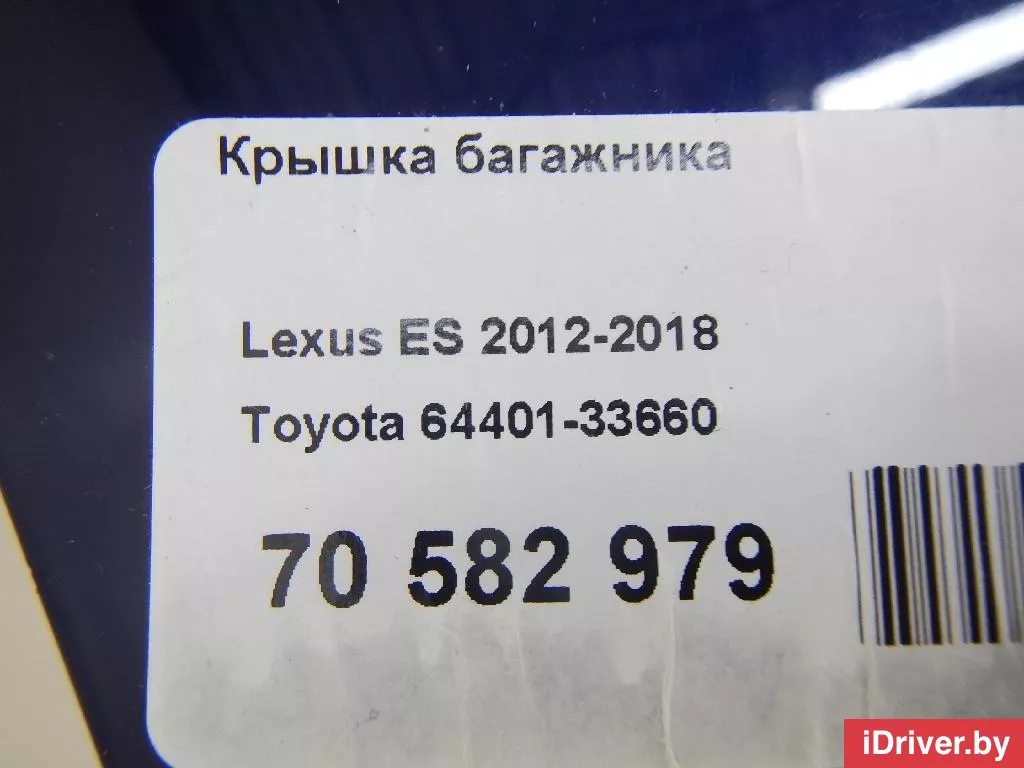 Крышка багажника
Lexus ES 2012-2018
Toyota 64401-33660
70 582 979
iDriver.by